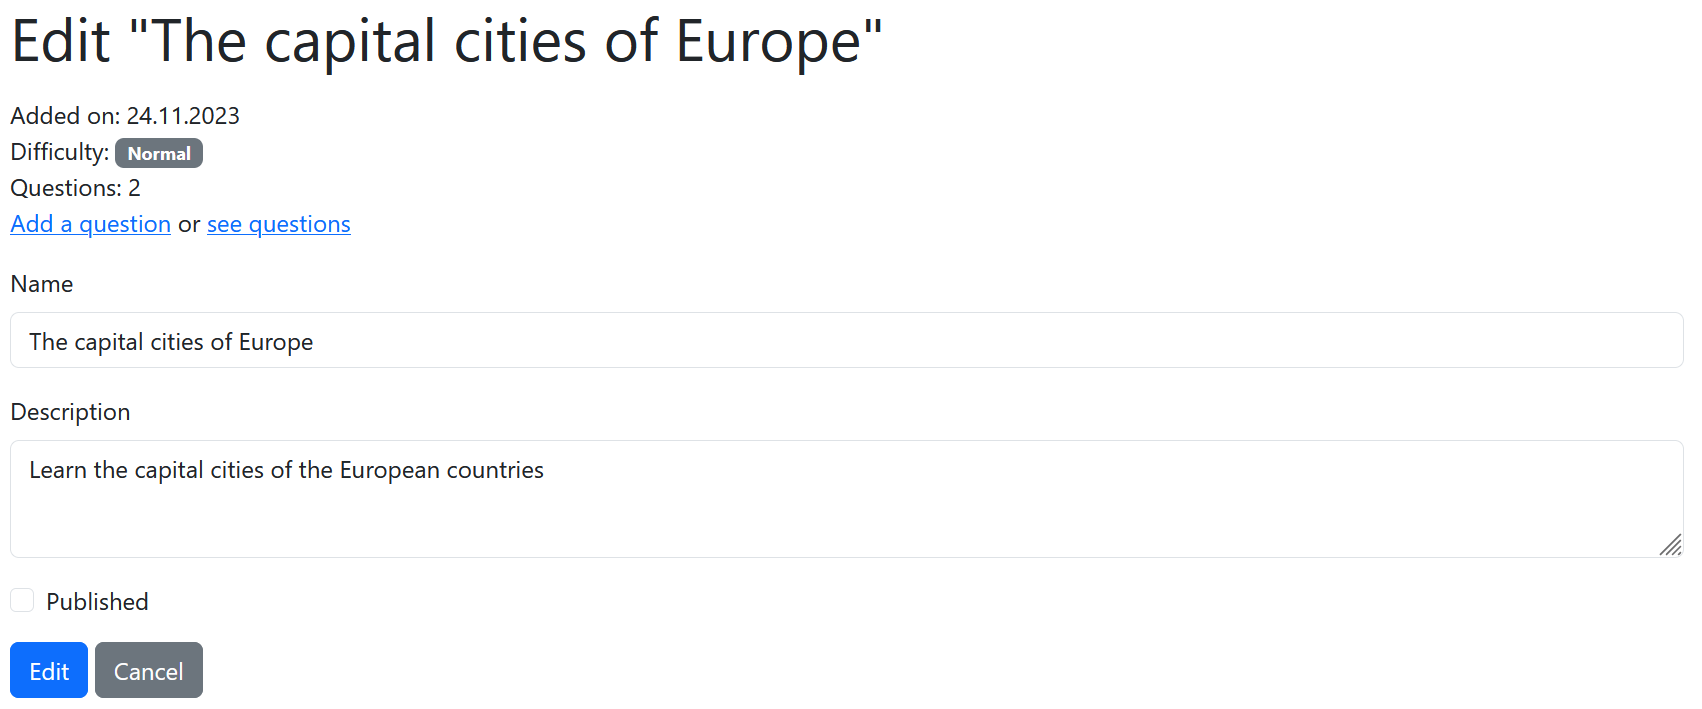 Edit "The capital cities of Europe"
Added on: 24.11.2023
Difficulty: Normal
Questions: 2
Add a question or see questions
Name
The capital cities of Europe
Description
Learn the capital cities of the European countries
Published
Edit Cancel